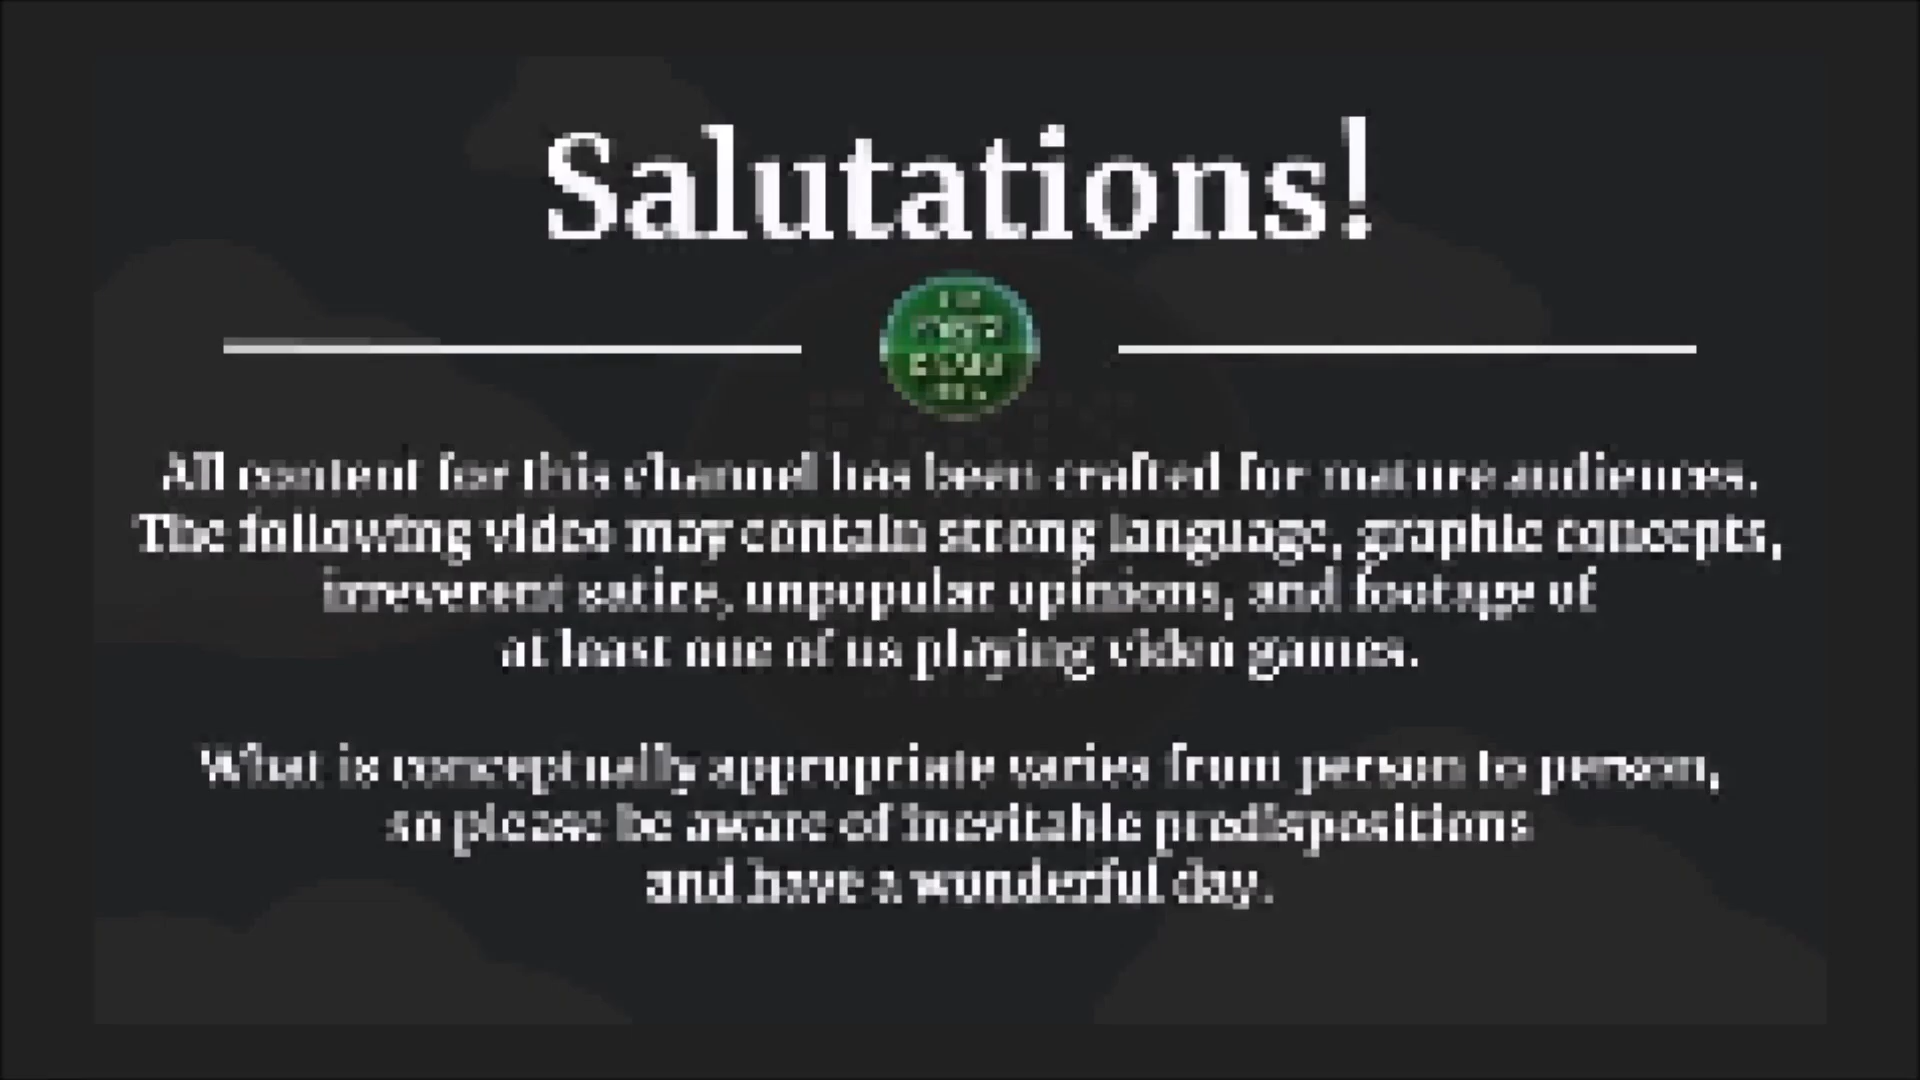 Salutations!
All content for this channel has been crafted for mature audiences.
The following video may contain strong language, graphic concepts,
irreverent satire, unpopular opinions, and footage of
at least one of us playing video games.
What is conceptually appropriate varies from person to person,
so please be aware of inevitable predispositions
and have a wonderful day.